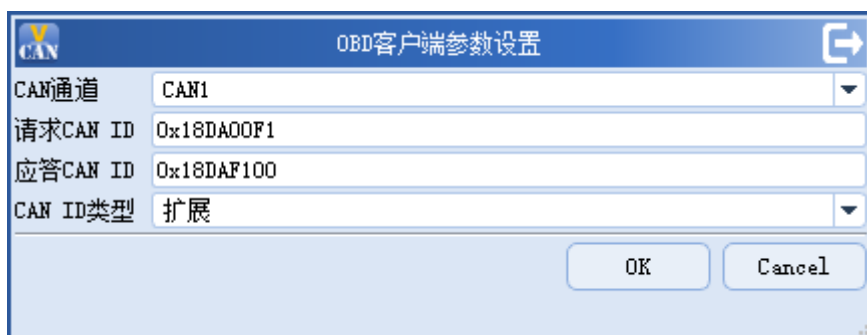 V
CAN
OBD客户端参数设置
CAN通道 CAN1
请求CAN ID 0x18DA00F1
应答CAN ID 0x18DAF100
CAN ID类型 扩展
OK Cancel